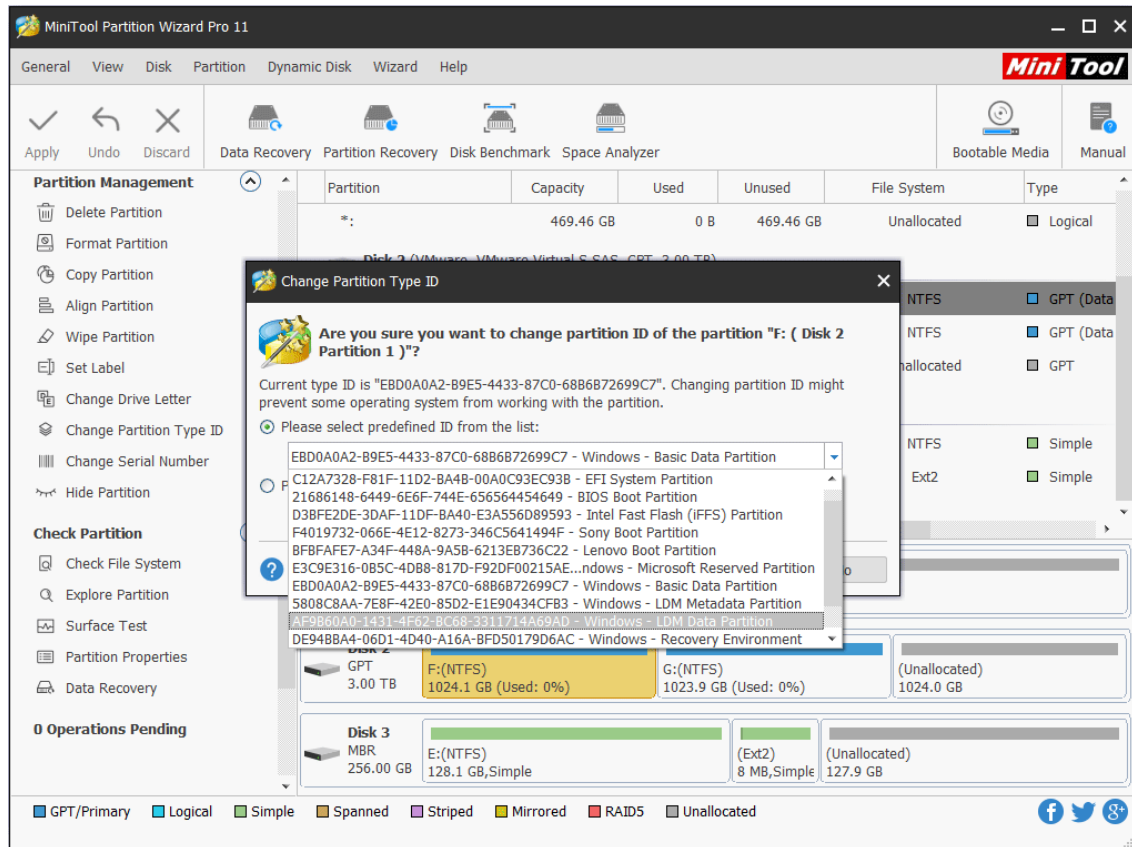 MiniTool Partition Wizard Pro 11
General View Disk Partition Dynamic Disk Wizard Help
Mini Tool
Apply Undo Discard Data Recovery Partition Recovery Disk Benchmark Space Analyzer Bootable Media Manual
Partition Management
Delete Partition
Format Partition
Copy Partition
Align Partition
Wipe Partition
Set Label
Change Drive Letter
Change Partition Type ID
Change Serial Number
Hide Partition
Check Partition
Check File System
Explore Partition
Surface Test
Partition Properties
Data Recovery
0 Operations Pending
Partition Capacity Used Unused File System Type
*: 469.46 GB 0 B 469.46 GB Unallocated Logical
Disk 2 (VMware, VMware Virtual S SAS, GPT, 3.00 TB)
NTFS GPT (Data
NTFS GPT (Data
GPT
NTFS Simple
Ext2 Simple
Change Partition Type ID
Are you sure you want to change partition ID of the partition "F: ( Disk 2
Partition 1 )"?
Current type ID is "EBD0A0A2-B9E5-4433-87C0-68B6B72699C7". Changing partition ID might
prevent some operating system from working with the partition.
Please select predefined ID from the list:
EBD0A0A2-B9E5-4433-87C0-68B6B72699C7 - Windows - Basic Data Partition
C12A7328-F81F-11D2-BA4B-00A0C93EC93B - EFI System Partition
21686148-6449-6E6F-744E-656564454649 - BIOS Boot Partition
D3BFE2DE-3DAF-11DF-BA40-E3A556D89593 - Intel Fast Flash (iFFS) Partition
F4019732-066E-4E12-8273-346C5641494F - Sony Boot Partition
BFBFAFE7-A34F-448A-9A5B-6213EB736C22 - Lenovo Boot Partition
E3C9E316-0B5C-4DB8-817D-F92DF00215AE...ndows - Microsoft Reserved Partition
EBD0A0A2-B9E5-4433-87C0-68B6B72699C7 - Windows - Basic Data Partition
5808C8AA-7E8F-42E0-85D2-E1E90434CFB3 - Windows - LDM Metadata Partition
AF9B60A0-1431-4F62-BC68-3311714A69AD - Windows - LDM Data Partition
DE94BBA4-06D1-4D40-A16A-BFD50179D6AC - Windows - Recovery Environment
Disk 2
GPT
3.00 TB
F:(NTFS)
1024.1 GB (Used: 0%)
G:(NTFS)
1023.9 GB (Used: 0%)
(Unallocated)
1024.0 GB
Disk 3
MBR
256.00 GB
E:(NTFS)
128.1 GB,Simple
(Ext2)
8 MB,Simple
(Unallocated)
127.9 GB
GPT/Primary Logical Simple Spanned Striped Mirrored RAID5 Unallocated